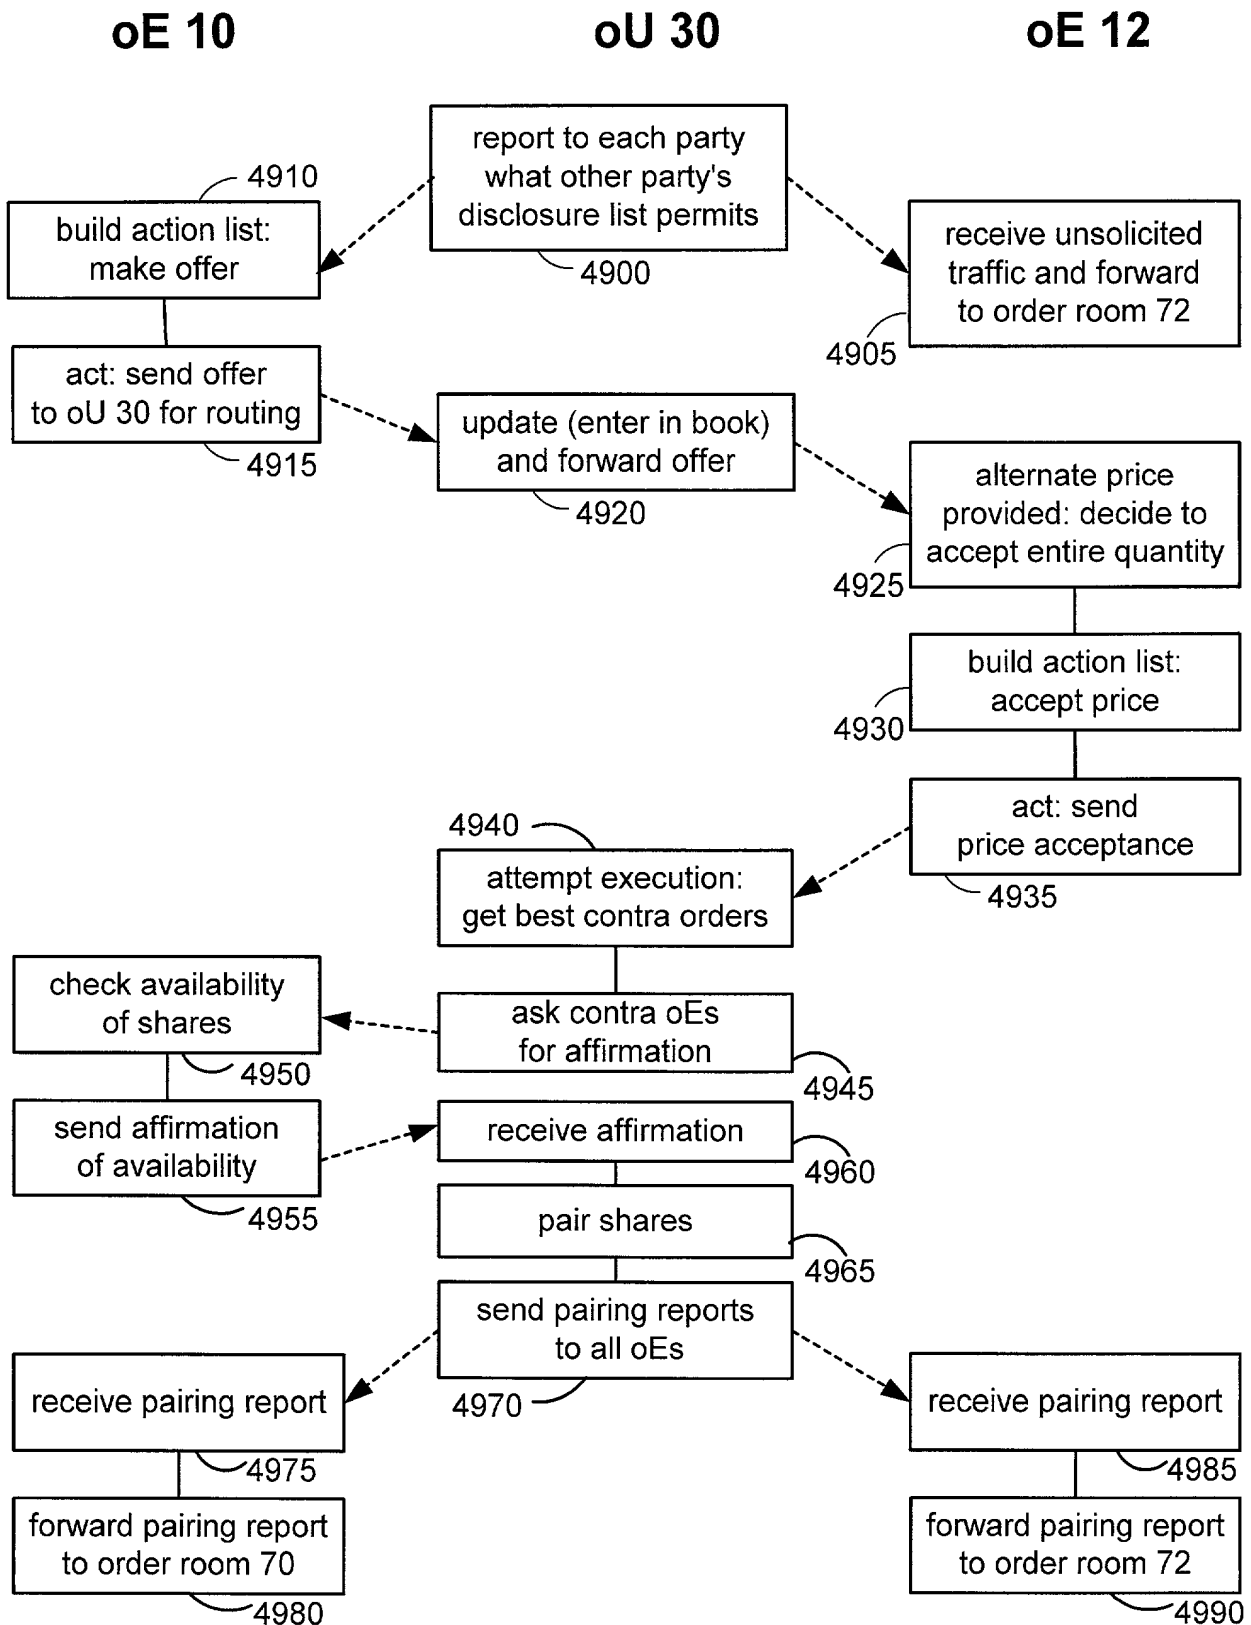 oE 10
oU 30
oE 12
report to each party
what other party's
disclosure list permits
4900
4910
build action list:
make offer
receive unsolicited
traffic and forward
to order room 72
4905
act: send offer
to oU 30 for routing
4915
update (enter in book)
and forward offer
4920
alternate price
provided: decide to
accept entire quantity
4925
build action list:
accept price
4930
act: send
price acceptance
4935
4940
attempt execution:
get best contra orders
check availability
of shares
4950
ask contra oEs
for affirmation
4945
send affirmation
of availability
4955
receive affirmation
4960
pair shares
4965
send pairing reports
to all oEs
4970
receive pairing report
4975
receive pairing report
4985
forward pairing report
to order room 70
4980
forward pairing report
to order room 72
4990